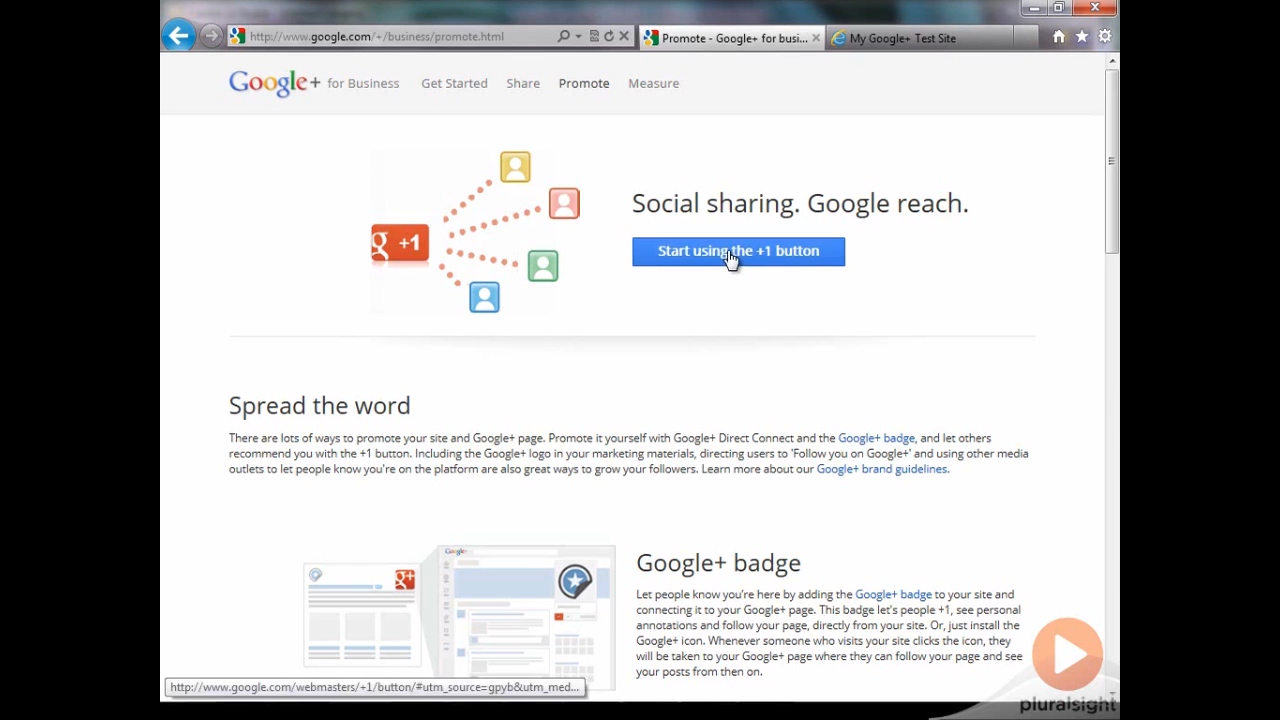 http://www.google.com/+/business/promote.html
Promote - Google+ for busi...
My Google+ Test Site
Google+ for Business
Get Started
Share
Promote
Measure
g +1
Social sharing. Google reach.
Start using the +1 button
Spread the word
There are lots of ways to promote your site and Google+ page. Promote it yourself with Google+ Direct Connect and the Google+ badge, and let others
recommend you with the +1 button. Including the Google+ logo in your marketing materials, directing users to 'Follow you on Google+' and using other media
outlets to let people know you're on the platform are also great ways to grow your followers. Learn more about our Google+ brand guidelines.
Google+
Google+ badge
Let people know you're here by adding the Google+ badge to your site and
connecting it to your Google+ page. This badge let's people +1, see personal
annotations and follow your page, directly from your site. Or, just install the
Google+ icon. Whenever someone who visits your site clicks the icon, they
will be taken to your Google+ page where they can follow your page and see
your posts from then on.
http://www.google.com/webmasters/+1/button/#utm_source=gpyb&utm_med...
pluralsight